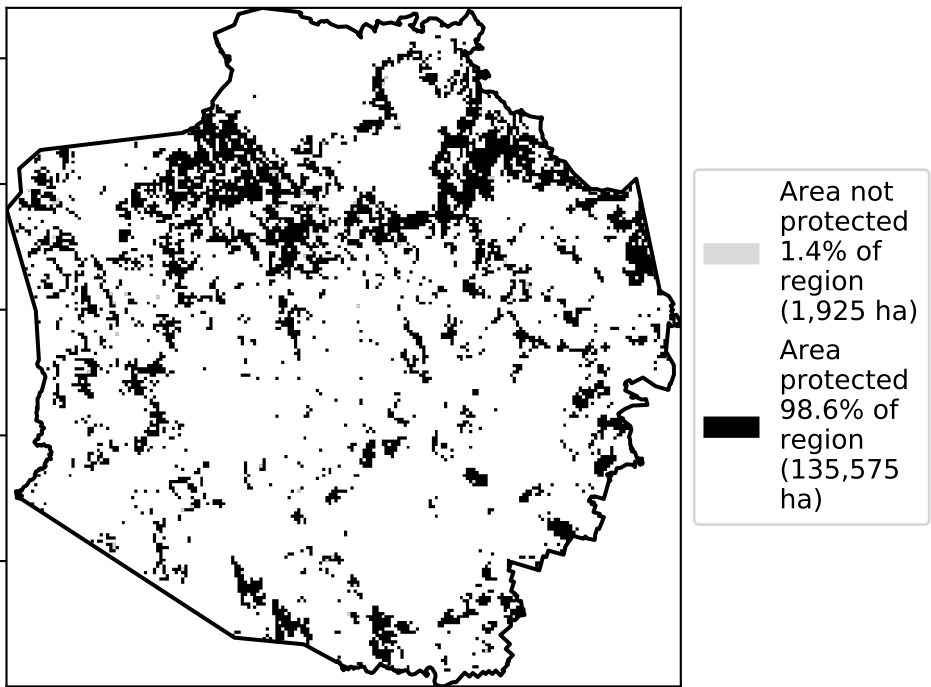 Area not
protected
1.4% of
region
(1,925 ha)
Area
protected
98.6% of
region
(135,575
ha)